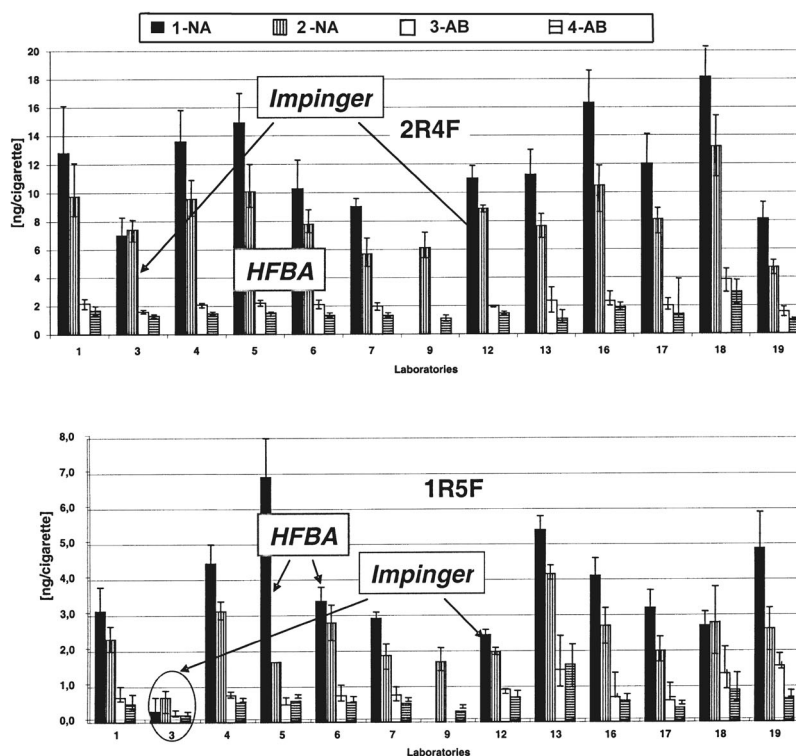 1-NA 2-NA 3-AB 4-AB
20
18
16
14
12
10
8
6
4
2
0
[ng/cigarette]
Impinger
2R4F
HFBA
1 3 4 5 6 7 9 12 13 16 17 18 19
Laboratories
8,0
7,0
6,0
5,0
4,0
3,0
2,0
1,0
0,0
[ng/cigarette]
1R5F
HFBA
Impinger
1 3 4 5 6 7 9 12 13 16 17 18 19
Laboratories